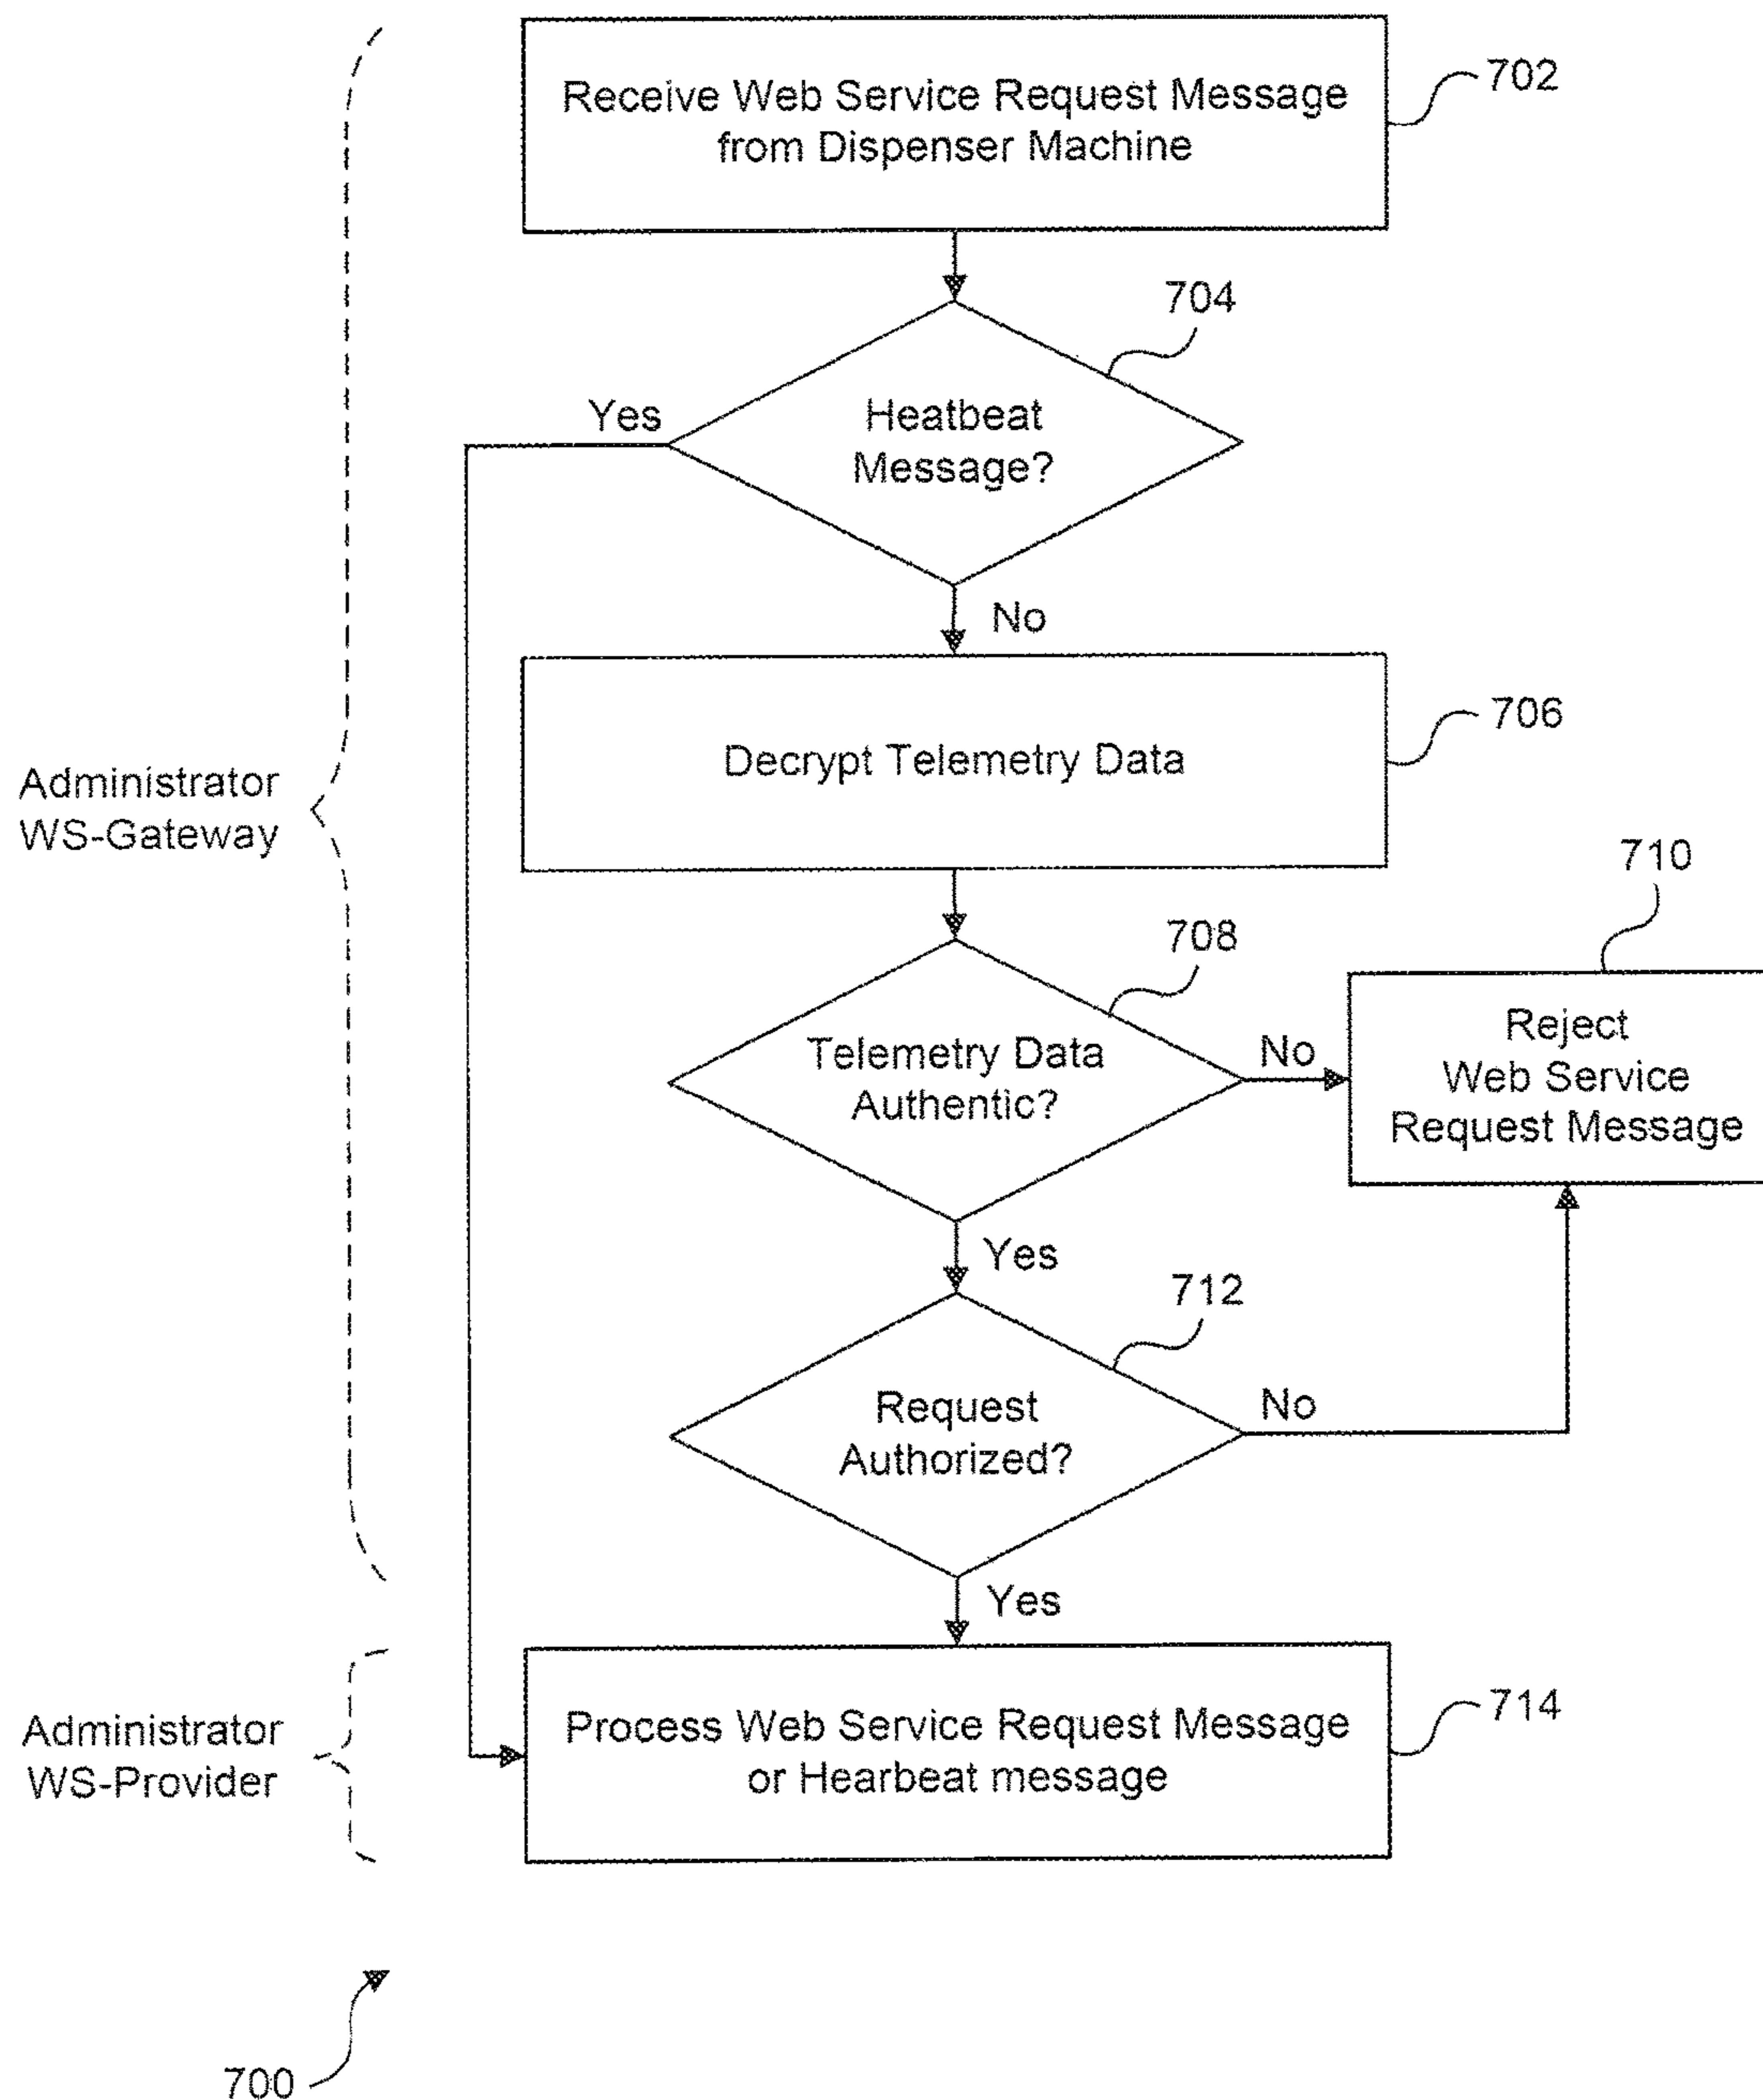 Receive Web Service Request Message
from Dispenser Machine
702
704
Yes
Heatbeat
Message?
No
706
Decrypt Telemetry Data
Administrator
WS-Gateway
710
708
Telemetry Data
Authentic?
No
Reject
Web Service
Request Message
Yes
712
Request
Authorized?
No
Yes
Administrator
WS-Provider
Process Web Service Request Message
or Hearbeat message
714
700